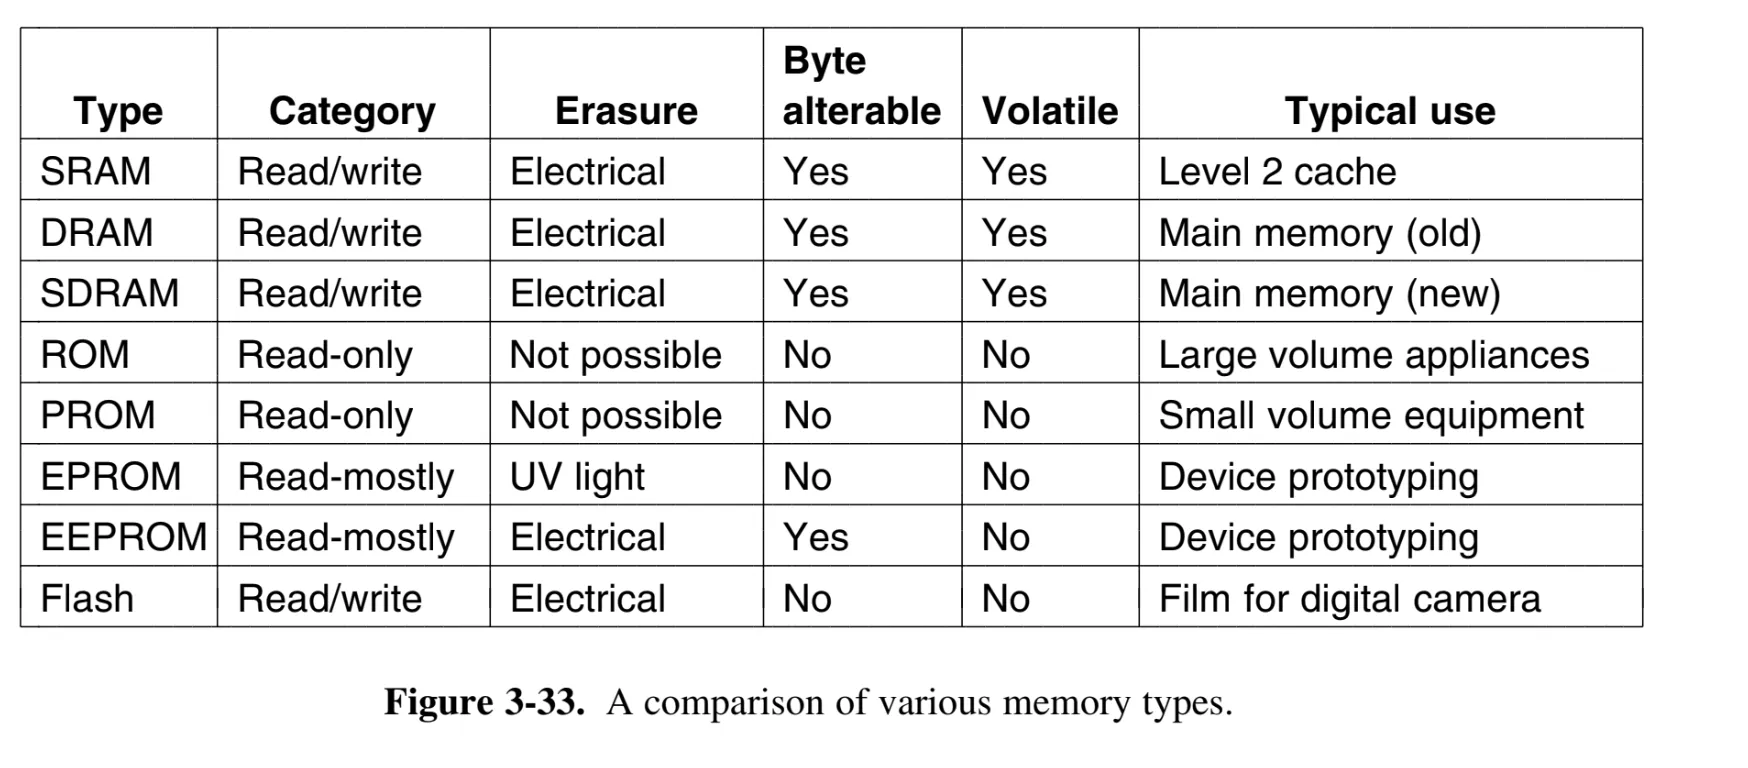 Type Category Erasure Byte alterable Volatile Typical use
SRAM Read/write Electrical Yes Yes Level 2 cache
DRAM Read/write Electrical Yes Yes Main memory (old)
SDRAM Read/write Electrical Yes Yes Main memory (new)
ROM Read-only Not possible No No Large volume appliances
PROM Read-only Not possible No No Small volume equipment
EPROM Read-mostly UV light No No Device prototyping
EEPROM Read-mostly Electrical Yes No Device prototyping
Flash Read/write Electrical No No Film for digital camera
Figure 3-33. A comparison of various memory types.